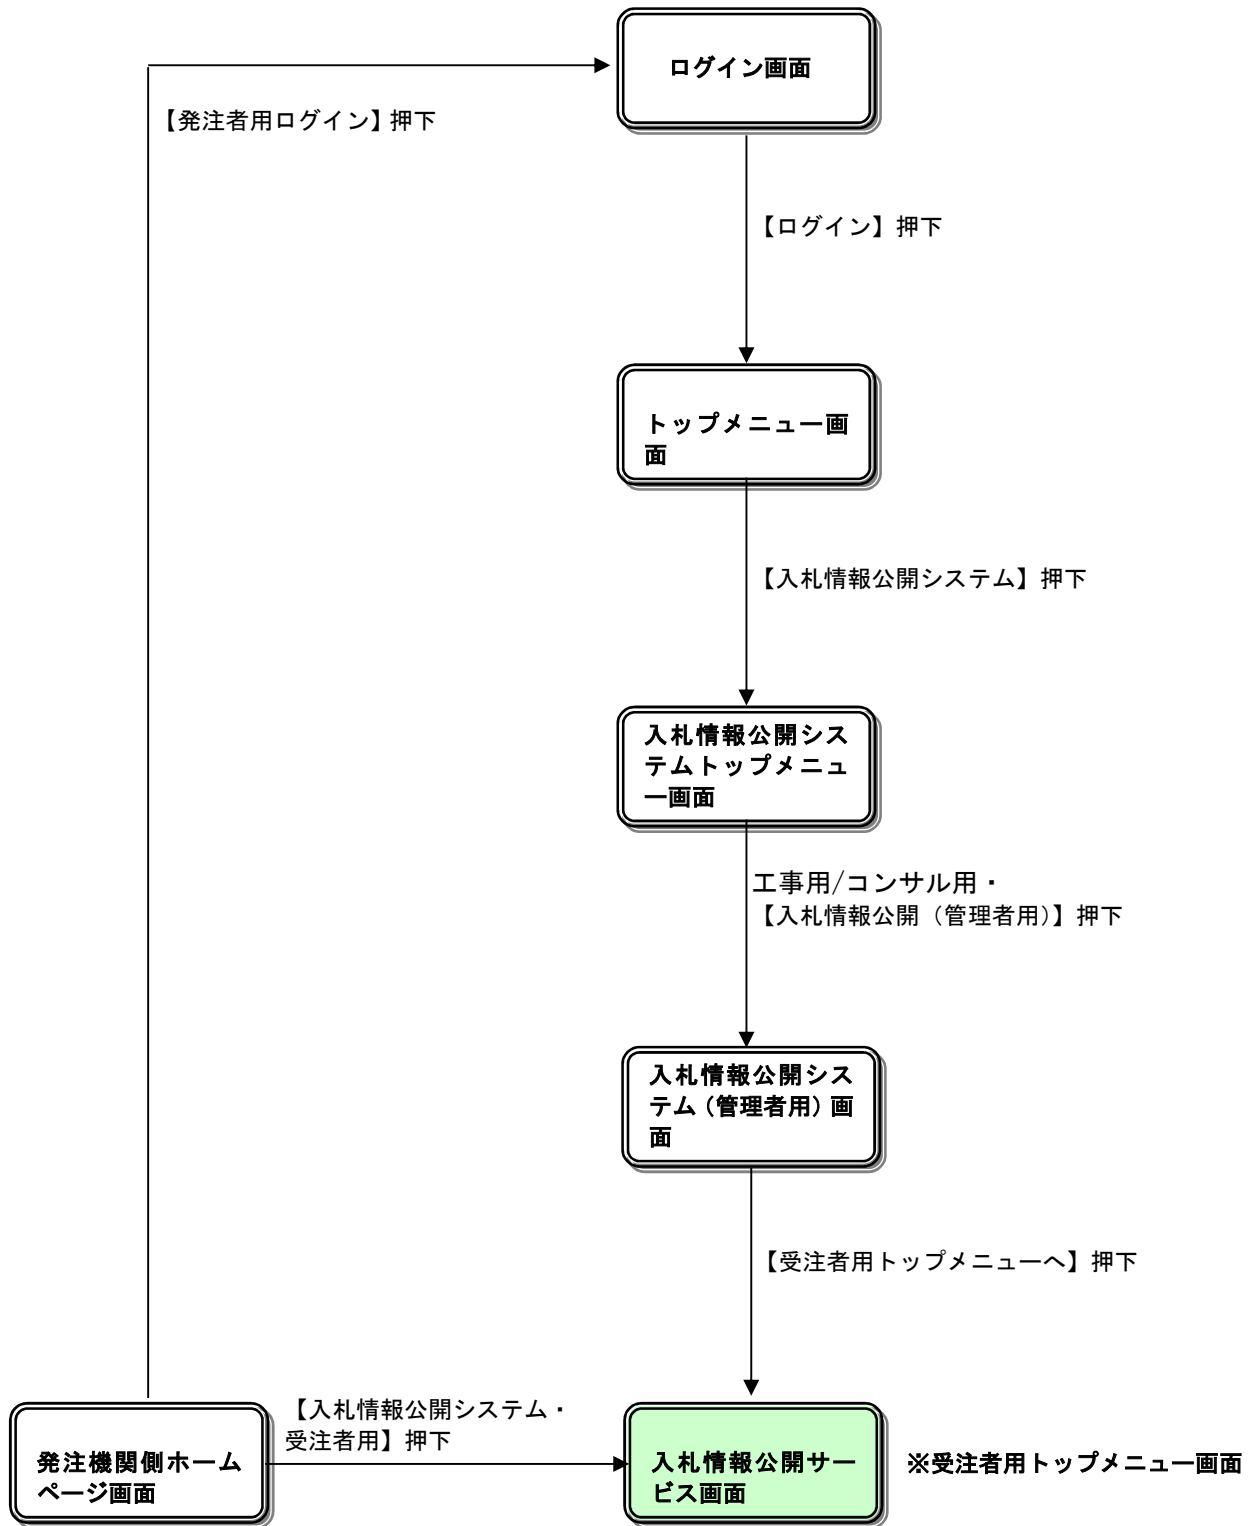 ログイン画面
【発注者用ログイン】押下
【ログイン】押下
トップメニュー画
面
【入札情報公開システム】押下
入札情報公開シス
テムトップメニュ
ー画面
工事用/コンサル用・
【入札情報公開（管理者用）】押下
入札情報公開シス
テム（管理者用）画
面
【受注者用トップメニューへ】押下
【入札情報公開システム・
受注者用】押下
発注機関側ホーム
ページ画面
入札情報公開サー
ビス画面
※受注者用トップメニュー画面